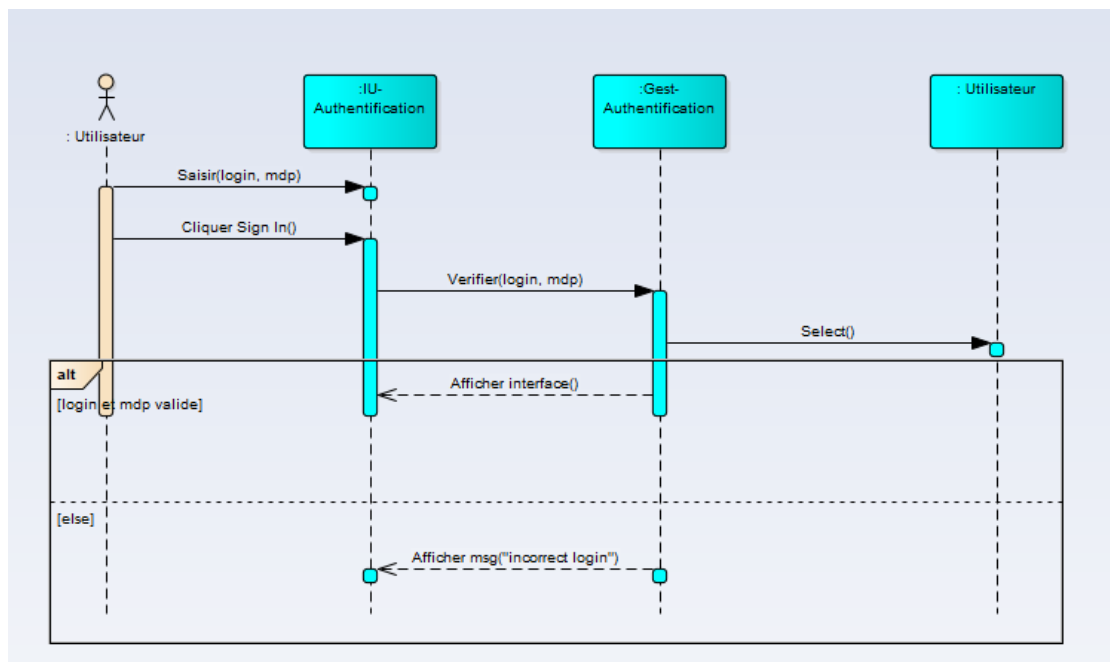 :IU-
Authentification
:Gest-
Authentification
: Utilisateur
: Utilisateur
Saisir(login, mdp)
Cliquer Sign In()
Verifier(login, mdp)
Select()
alt
Afficher interface()
[login et mdp valide]
[else]
Afficher msg("incorrect login")